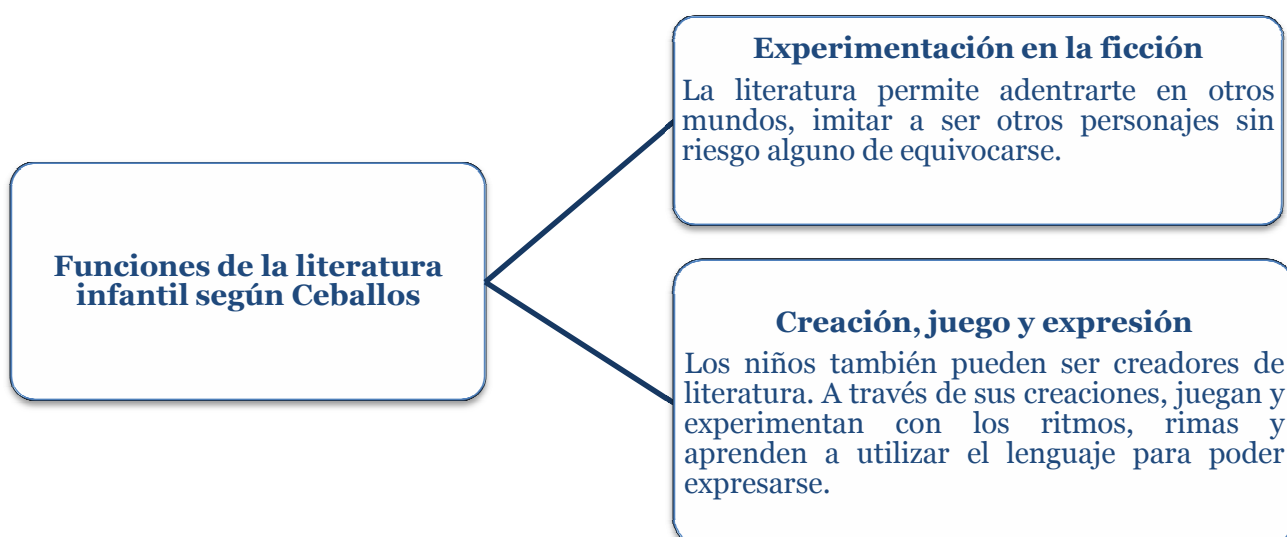 Experimentación en la ficción
La literatura permite adentrarte en otros
mundos, imitar a ser otros personajes sin
riesgo alguno de equivocarse.
Funciones de la literatura
infantil según Ceballos
Creación, juego y expresión
Los niños también pueden ser creadores de
literatura. A través de sus creaciones, juegan y
experimentan con los ritmos, rimas y
aprenden a utilizar el lenguaje para poder
expresarse.